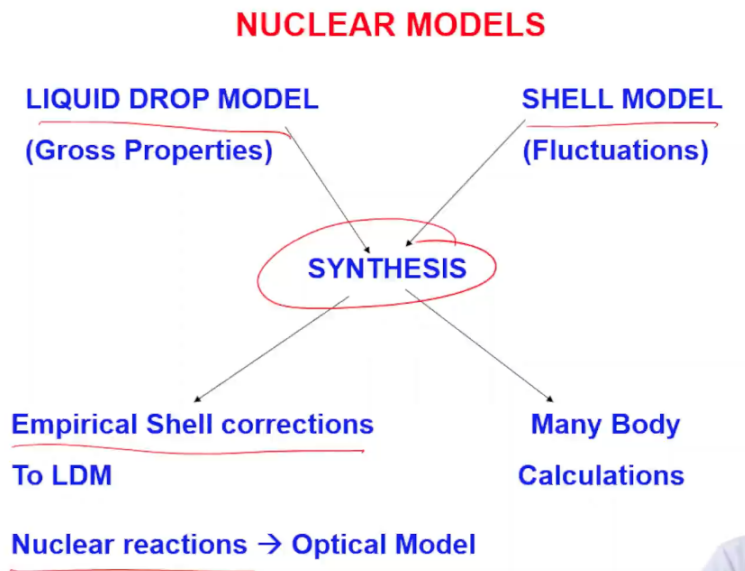 NUCLEAR MODELS
LIQUID DROP MODEL
(Gross Properties)
SHELL MODEL
(Fluctuations)
SYNTHESIS
Empirical Shell corrections
To LDM
Many Body
Calculations
Nuclear reactions → Optical Model